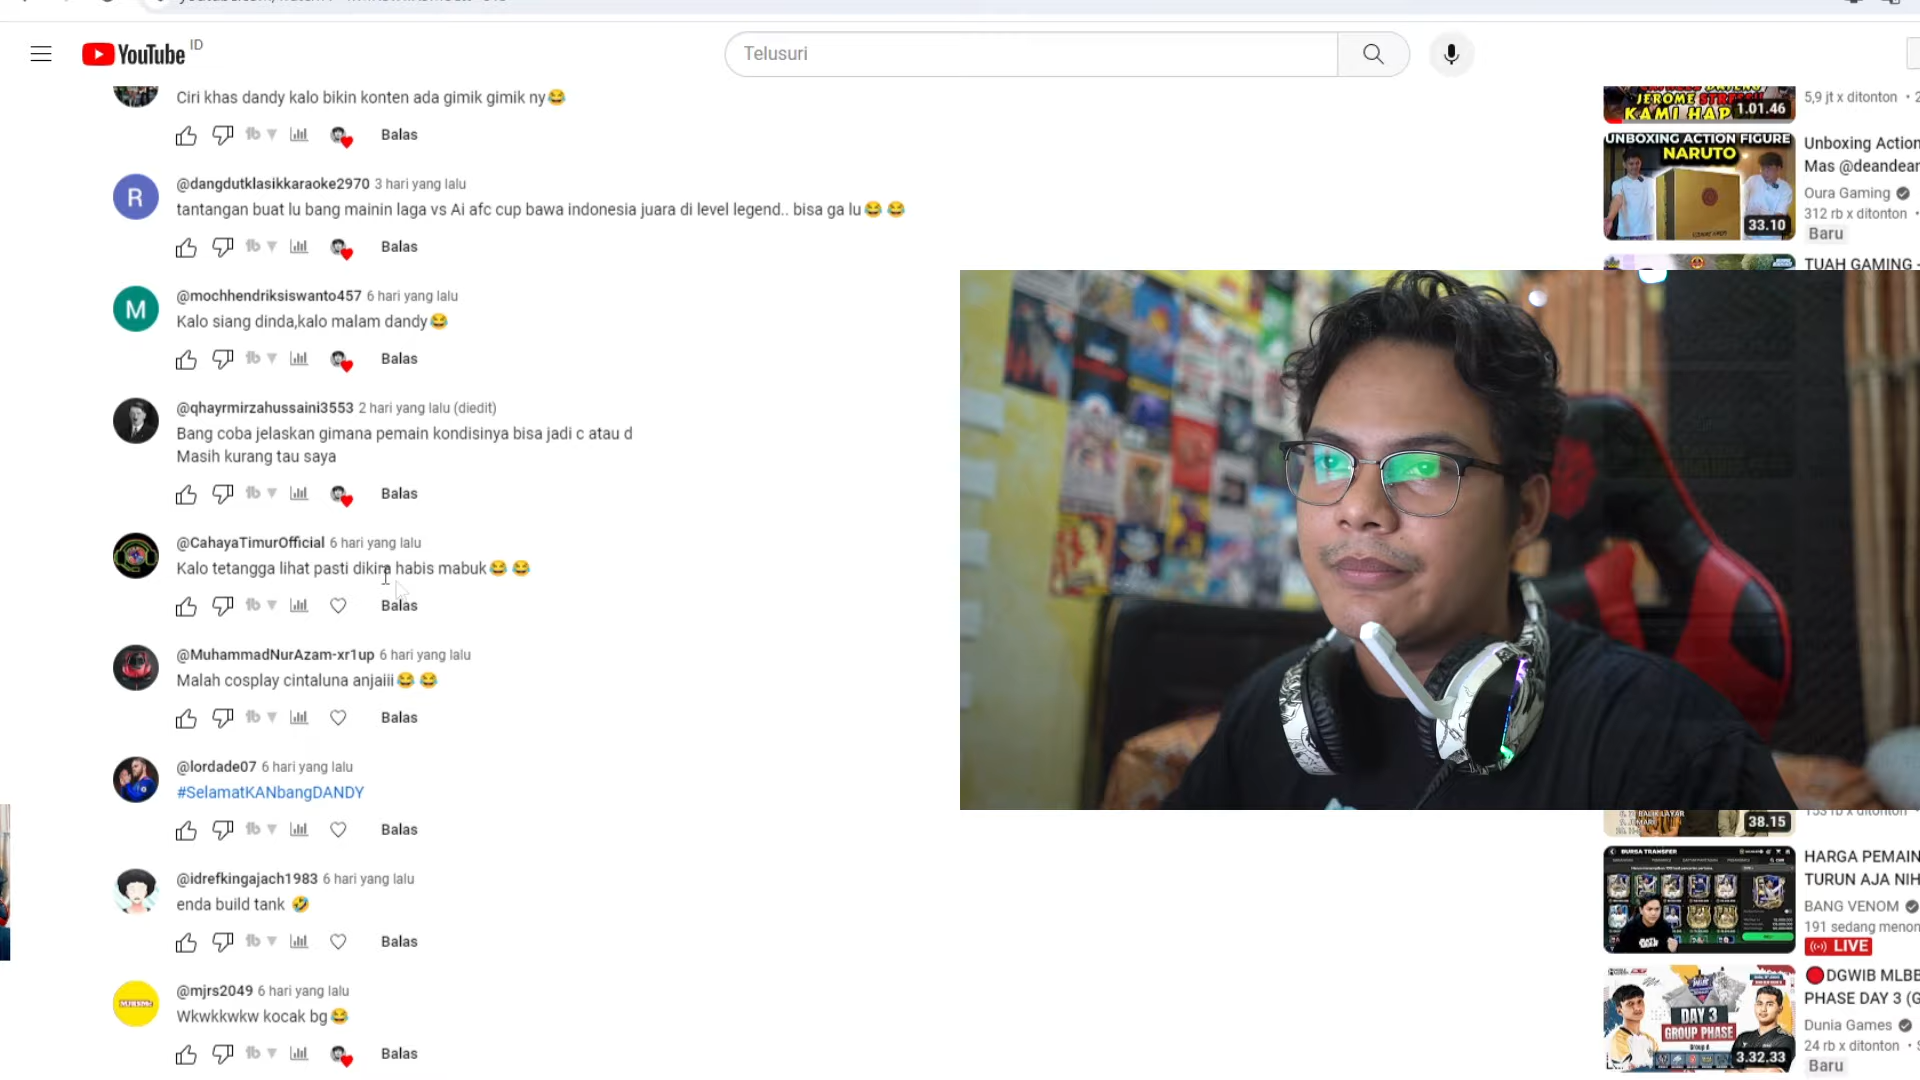 YouTube ID
Telusuri
Ciri khas dandy kalo bikin konten ada gimik gimik ny😂
Balas
R
@dangdutklasikkaraoke2970 3 hari yang lalu
tantangan buat lu bang mainin laga vs Ai afc cup bawa indonesia juara di level legend.. bisa ga lu😂 😂
Balas
M
@mochhendriksiswanto457 6 hari yang lalu
Kalo siang dinda,kalo malam dandy😂
Balas
@qhayrmirzahussaini3553 2 hari yang lalu (diedit)
Bang coba jelaskan gimana pemain kondisinya bisa jadi c atau d
Masih kurang tau saya
Balas
@CahayaTimurOfficial 6 hari yang lalu
Kalo tetangga lihat pasti dikira habis mabuk😂 😂
Balas
@MuhammadNurAzam-xr1up 6 hari yang lalu
Malah cosplay cintaluna anjaiii😂 😂
Balas
@lordade07 6 hari yang lalu
#SelamatKANbangDANDY
Balas
@idrefkingajach1983 6 hari yang lalu
enda build tank 🤣
Balas
@mjrs2049 6 hari yang lalu
Wkwkkwkw kocak bg😂
Balas
JEROME
KAMI HAP
1.01.46
5,9 jt x ditonton •
UNBOXING ACTION FIGURE
NARUTO
33.10
Unboxing Action
Mas @deandear
Oura Gaming
312 rb x ditonton •
Baru
TUAH GAMING -
38.15
BURSA TRANSFER
HARGA PEMAIN
TURUN AJA NIH
BANG VENOM
191 sedang menon
LIVE
DAY 3
GROUP PHASE
3.32.33
🔴DGWIB MLBB
PHASE DAY 3 (G
Dunia Games
24 rb x ditonton •
Baru